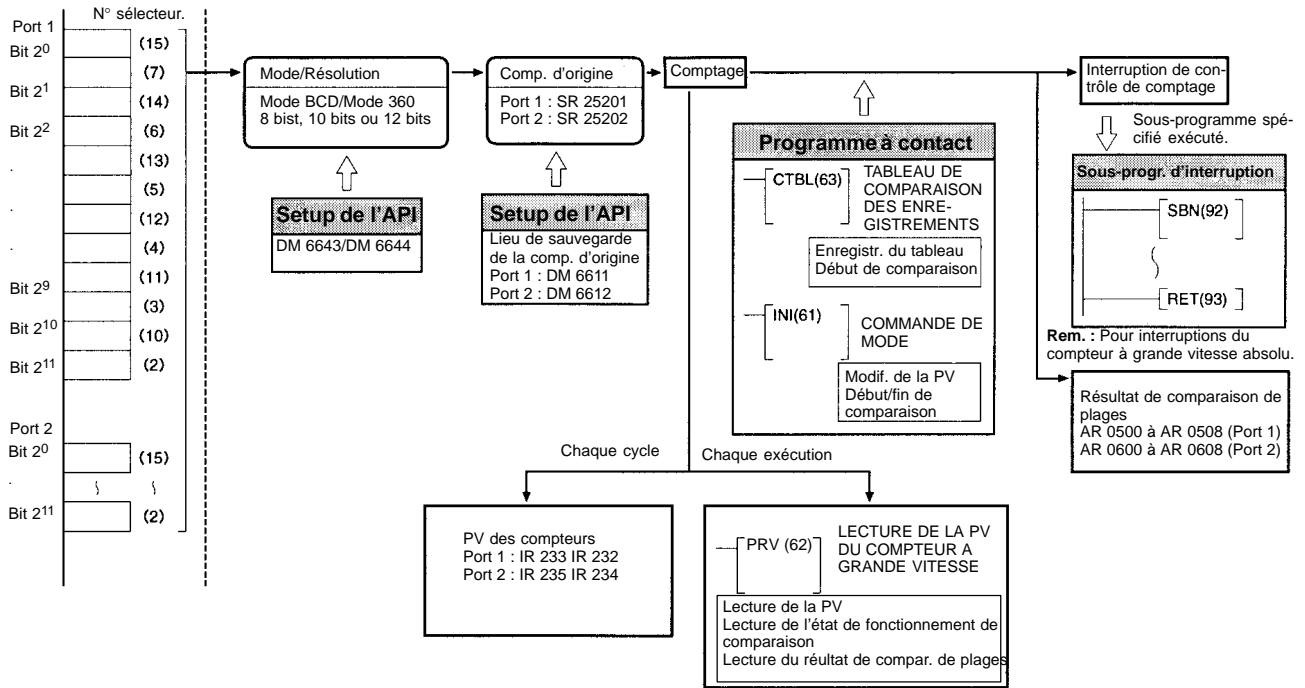 N° sélecteur.
Port 1
Bit 2⁰
(15)
(7)
Bit 2¹
(14)
Bit 2²
(6)
.
(13)
(5)
.
(12)
.
(4)
(11)
Bit 2⁹
(3)
Bit 2¹⁰
(10)
Bit 2¹¹
(2)
Port 2
Bit 2⁰
(15)
.
Bit 2¹¹
(2)
Mode/Résolution
Mode BCD/Mode 360
8 bist, 10 bits ou 12 bits
Setup de l'API
DM 6643/DM 6644
Comp. d'origine
Port 1 : SR 25201
Port 2 : SR 25202
Setup de l'API
Lieu de sauvegarde
de la comp. d'origine
Port 1 : DM 6611
Port 2 : DM 6612
Comptage
Programme à contact
CTBL(63)
TABLEAU DE
COMPARAISON
DES ENRE-
GISTREMENTS
Enregistr. du tableau
Début de comparaison
INI(61)
COMMANDE DE
MODE
Modif. de la PV
Début/fin de
comparaison
Interruption de con-
trôle de comptage
Sous-programme spé-
cifié exécuté.
Sous-progr. d'interruption
SBN(92)
RET(93)
Rem. : Pour interruptions du
compteur à grande vitesse absolu.
Résultat de comparaison de
plages
AR 0500 à AR 0508 (Port 1)
AR 0600 à AR 0608 (Port 2)
Chaque cycle
Chaque exécution
PV des compteurs
Port 1 : IR 233 IR 232
Port 2 : IR 235 IR 234
PRV (62)
LECTURE DE LA PV
DU COMPTEUR A
GRANDE VITESSE
Lecture de la PV
Lecture de l'état de fonctionnement de
comparaison
Lecture du réultat de compar. de plages